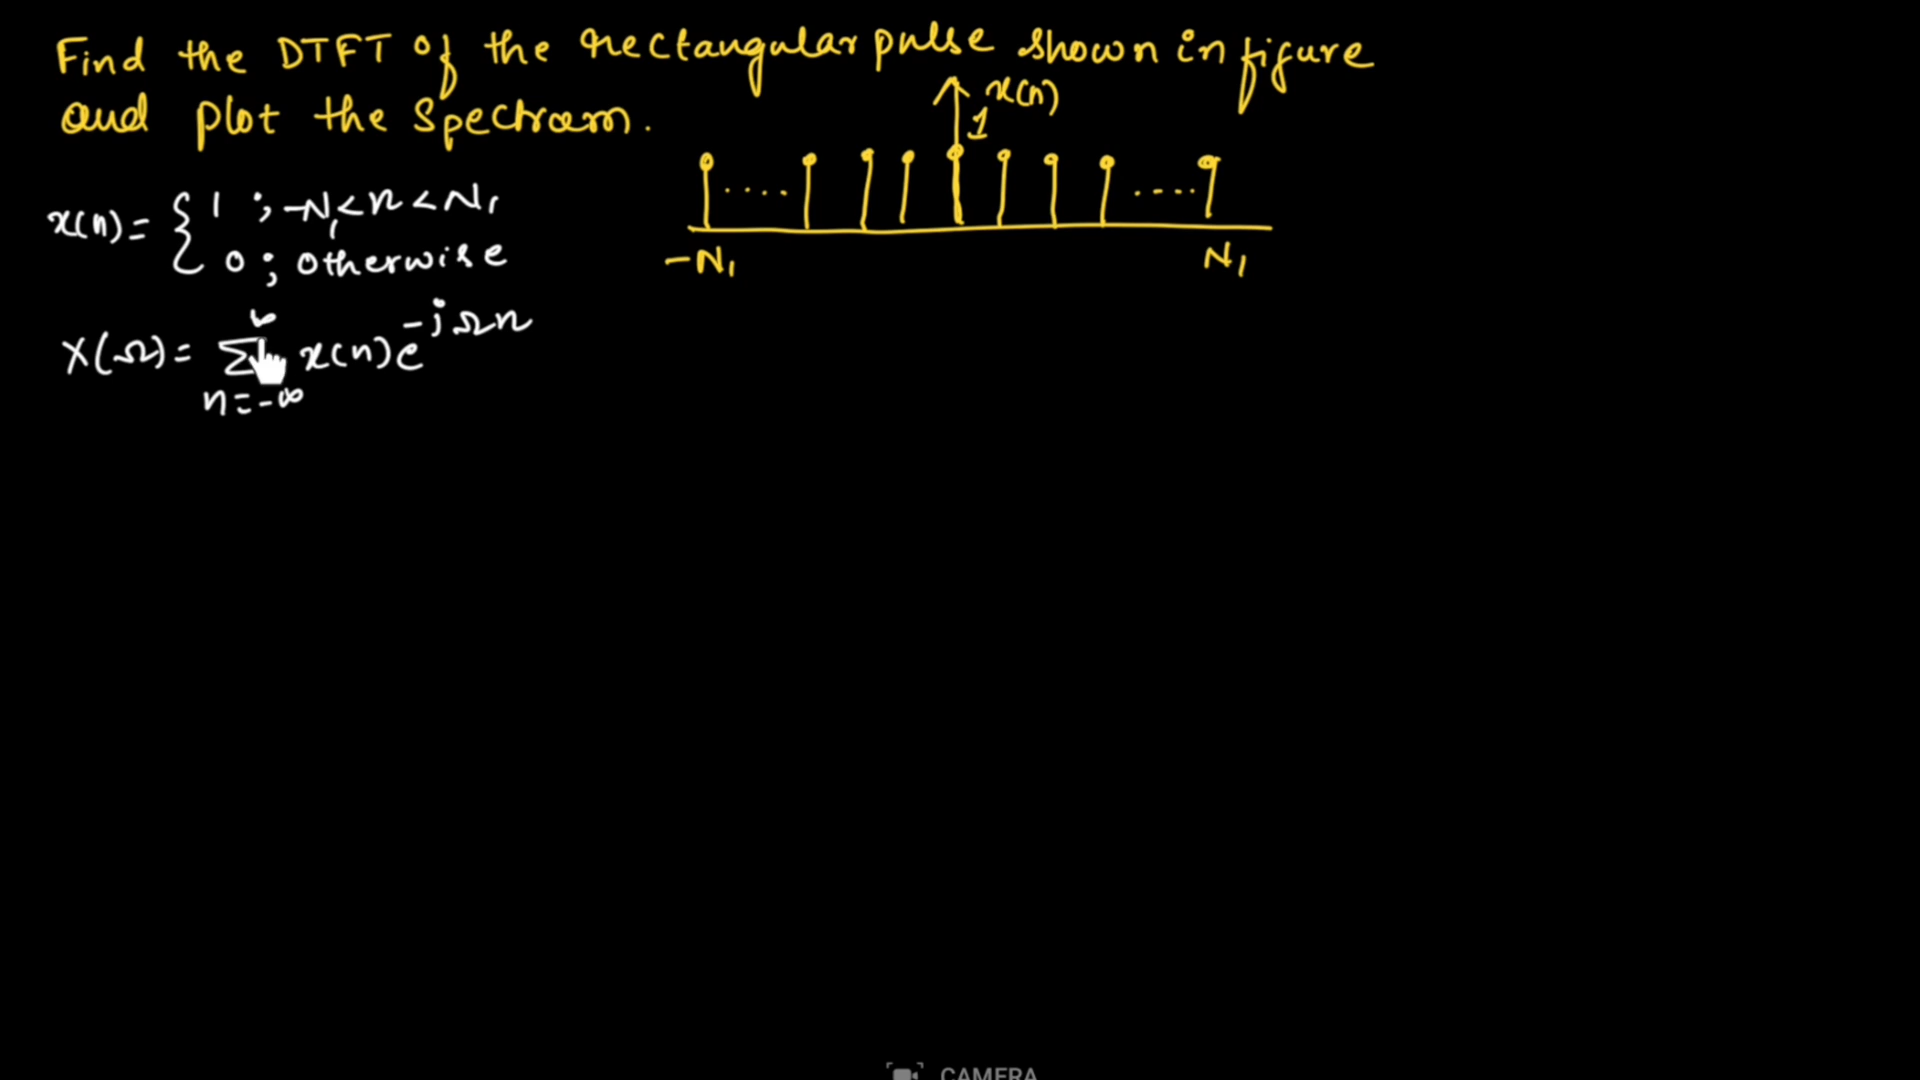 Find the DTFT of the rectangular pulse shown in figure
and plot the Spectram.
x(n)
1
-N₁ N₁
x(n) = { 1 ; -N₁ < n < N₁
0 ; otherwise
X(Ω) = ∑ x(n) e^{-jΩn}
∞
n = -∞
CAMERA